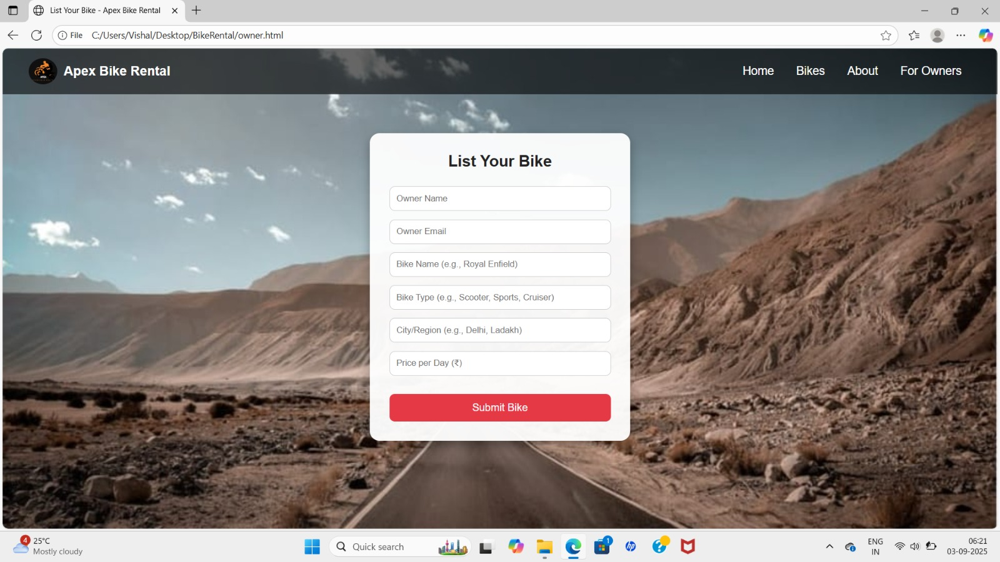 List Your Bike - Apex Bike Rental
File C:/Users/Vishal/Desktop/BikeRental/owner.html
APEX
Apex Bike Rental
Home Bikes About For Owners
List Your Bike
Owner Name
Owner Email
Bike Name (e.g., Royal Enfield)
Bike Type (e.g., Scooter, Sports, Cruiser)
City/Region (e.g., Delhi, Ladakh)
Price per Day (₹)
Submit Bike
4
25°C
Mostly cloudy
Quick search
1
hp
?
ENG
IN
06:21
03-09-2025